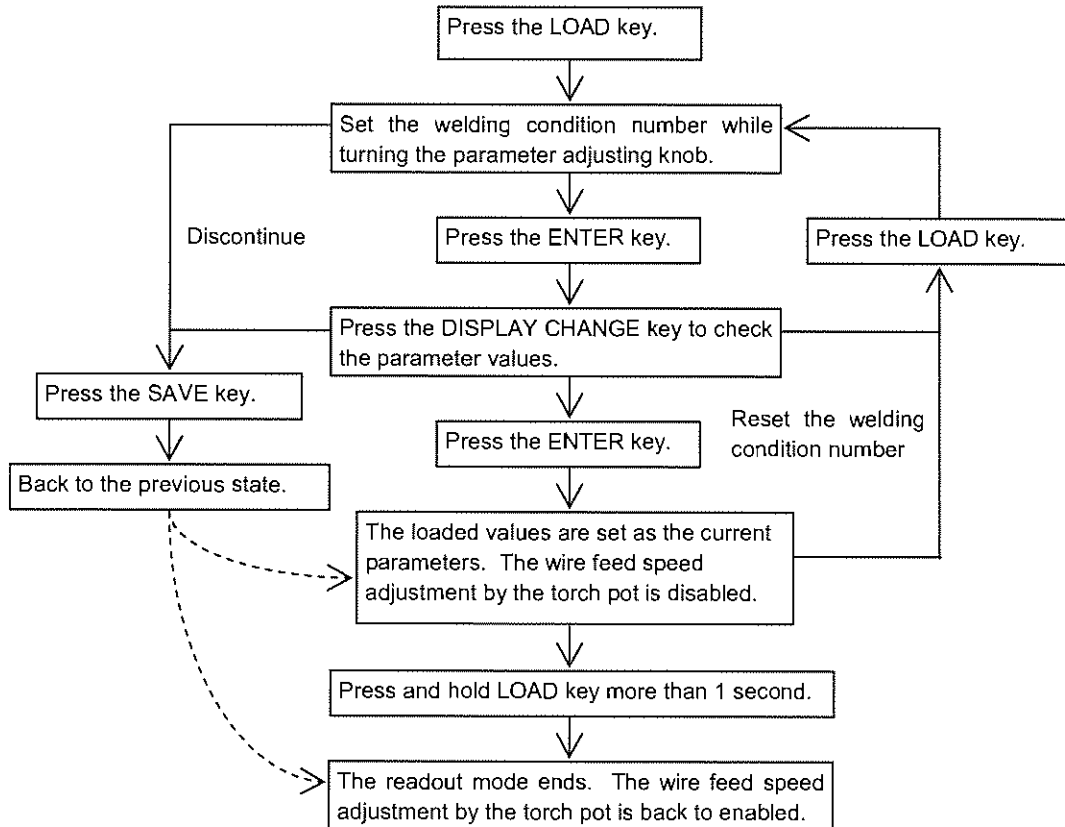 Press the LOAD key.
Set the welding condition number while
turning the parameter adjusting knob.
Discontinue
Press the ENTER key.
Press the LOAD key.
Press the DISPLAY CHANGE key to check
the parameter values.
Press the SAVE key.
Press the ENTER key.
Reset the welding
condition number
Back to the previous state.
The loaded values are set as the current
parameters. The wire feed speed
adjustment by the torch pot is disabled.
Press and hold LOAD key more than 1 second.
The readout mode ends. The wire feed speed
adjustment by the torch pot is back to enabled.